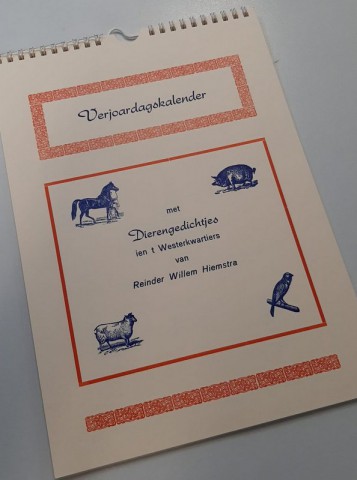 Verjoardagskalender
met
Dierengedichtjes
ien t Westerkwartiers
van
Reinder Willem Hiemstra